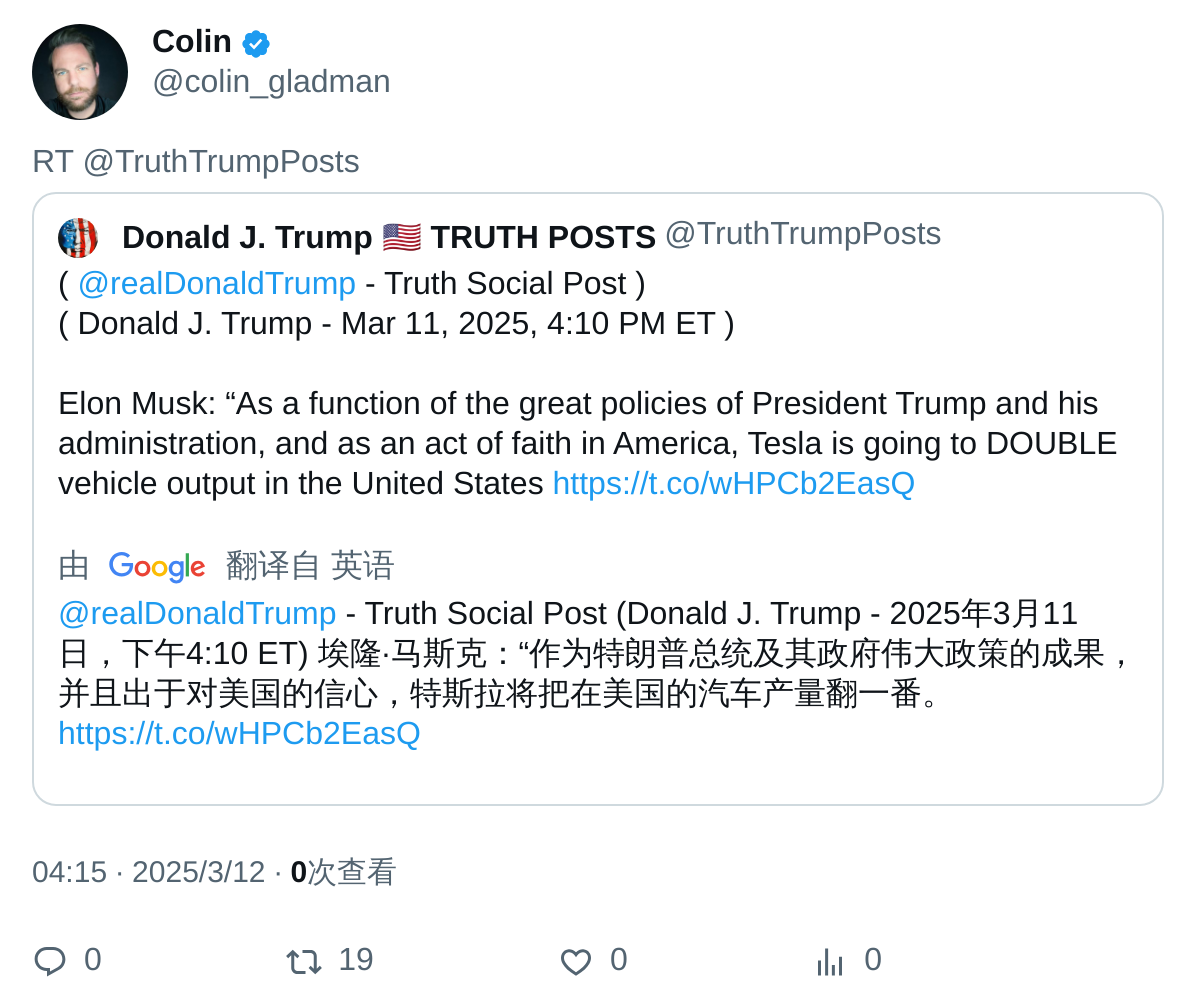 Colin
@colin_gladman
RT @TruthTrumpPosts
Donald J. Trump 🇺🇸 TRUTH POSTS @TruthTrumpPosts
( @realDonaldTrump - Truth Social Post )
( Donald J. Trump - Mar 11, 2025, 4:10 PM ET )
Elon Musk: “As a function of the great policies of President Trump and his
administration, and as an act of faith in America, Tesla is going to DOUBLE
vehicle output in the United States https://t.co/wHPCb2EasQ
由 Google 翻译自 英语
@realDonaldTrump - Truth Social Post (Donald J. Trump - 2025年3月11
日，下午4:10 ET) 埃隆·马斯克：“作为特朗普总统及其政府伟大政策的成果，
并且出于对美国的信心，特斯拉将把在美国的汽车产量翻一番。
https://t.co/wHPCb2EasQ
04:15 · 2025/3/12 · 0次查看
0 19 0 0